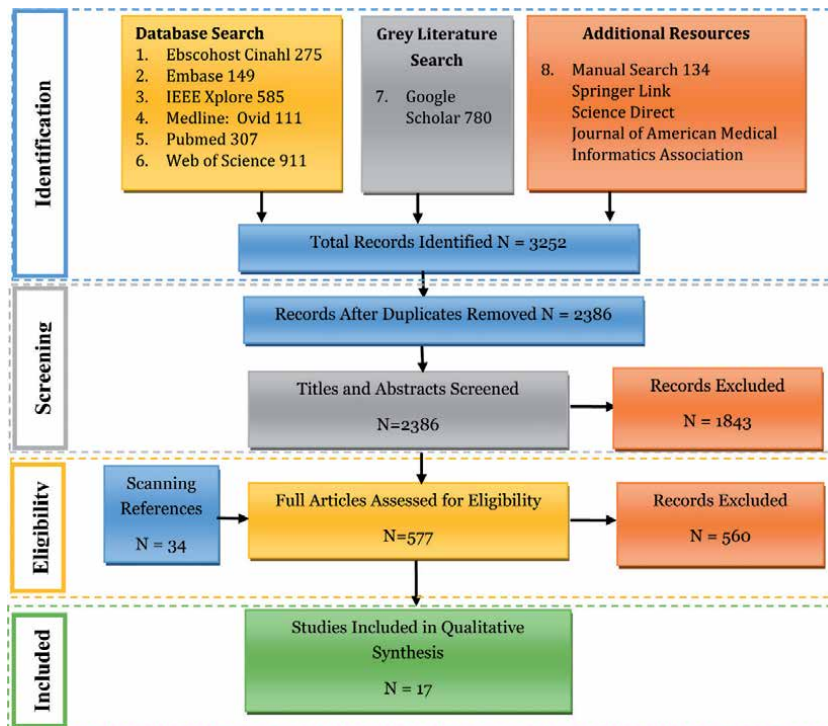 Identification
Database Search
1. Ebscohost Cinahl 275
2. Embase 149
3. IEEE Xplore 585
4. Medline: Ovid 111
5. Pubmed 307
6. Web of Science 911
Grey Literature
Search
7. Google
Scholar 780
Additional Resources
8. Manual Search 134
Springer Link
Science Direct
Journal of American Medical
Informatics Association
Total Records Identified N = 3252
Screening
Records After Duplicates Removed N = 2386
Titles and Abstracts Screened
N=2386
Records Excluded
N = 1843
Eligibility
Scanning
References
N = 34
Full Articles Assessed for Eligibility
N=577
Records Excluded
N = 560
Included
Studies Included in Qualitative
Synthesis
N = 17